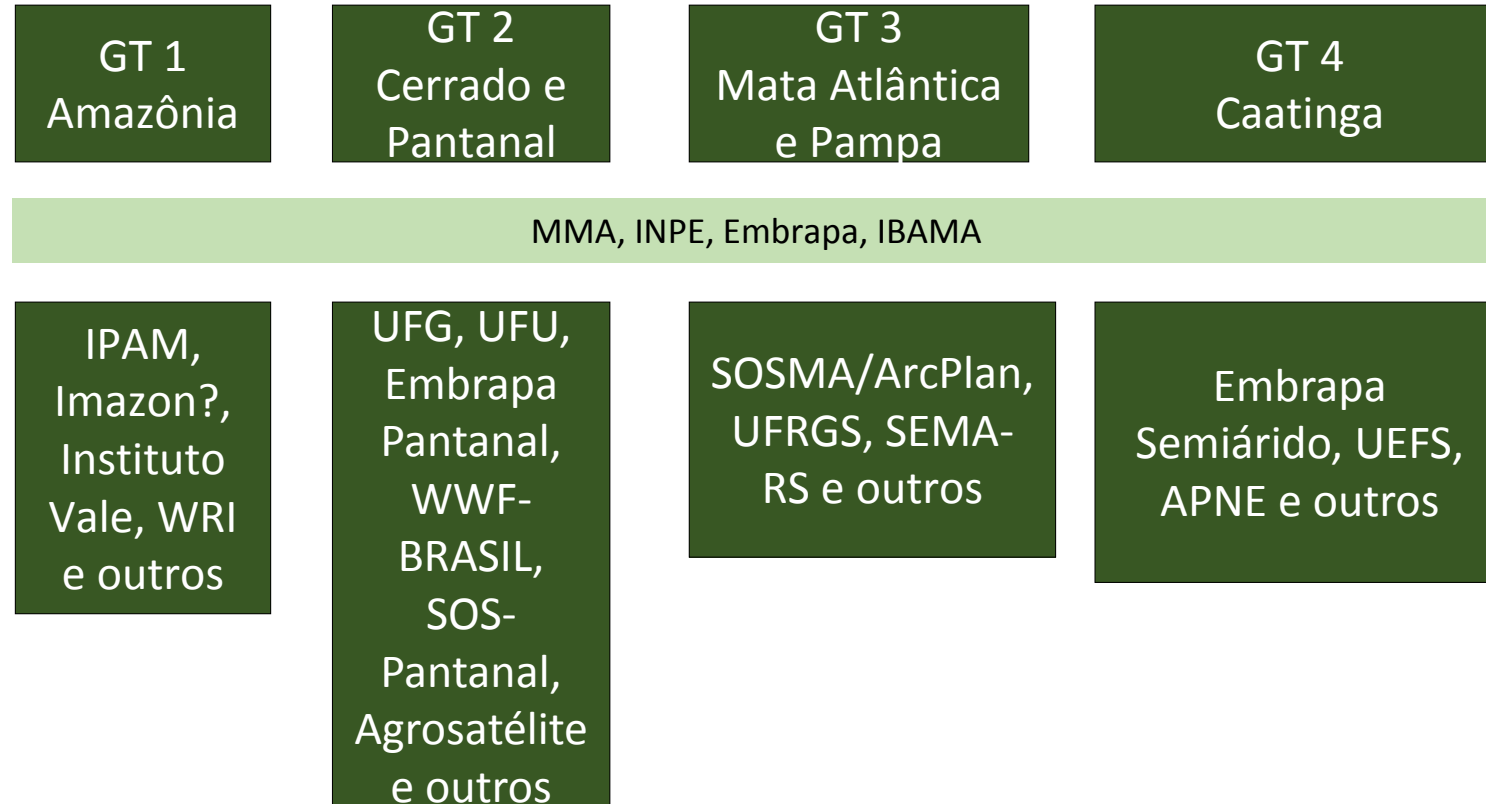 GT 1
Amazônia
GT 2
Cerrado e
Pantanal
GT 3
Mata Atlântica
e Pampa
GT 4
Caatinga
MMA, INPE, Embrapa, IBAMA
IPAM,
Imazon?,
Instituto
Vale, WRI
e outros
UFG, UFU,
Embrapa
Pantanal,
WWF-
BRASIL,
SOS-
Pantanal,
Agrosatélite
e outros
SOSMA/ArcPlan,
UFRGS, SEMA-
RS e outros
Embrapa
Semiárido, UEFS,
APNE e outros